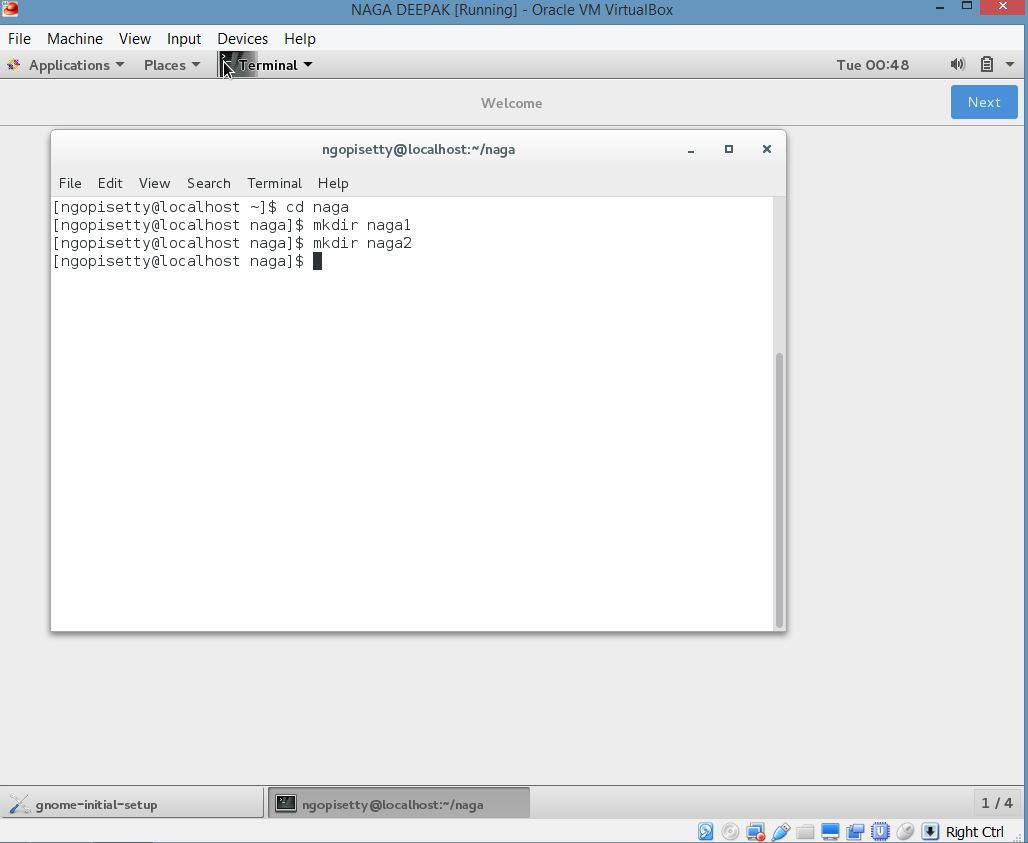 NAGA DEEPAK [Running] - Oracle VM VirtualBox
File Machine View Input Devices Help
Applications Places Terminal Tue 00:48
Welcome Next
ngopisetty@localhost:~/naga
File Edit View Search Terminal Help
[ngopisetty@localhost ~]$ cd naga
[ngopisetty@localhost naga]$ mkdir naga1
[ngopisetty@localhost naga]$ mkdir naga2
[ngopisetty@localhost naga]$
gnome-initial-setup ngopisetty@localhost:~/naga 1 / 4
Right Ctrl